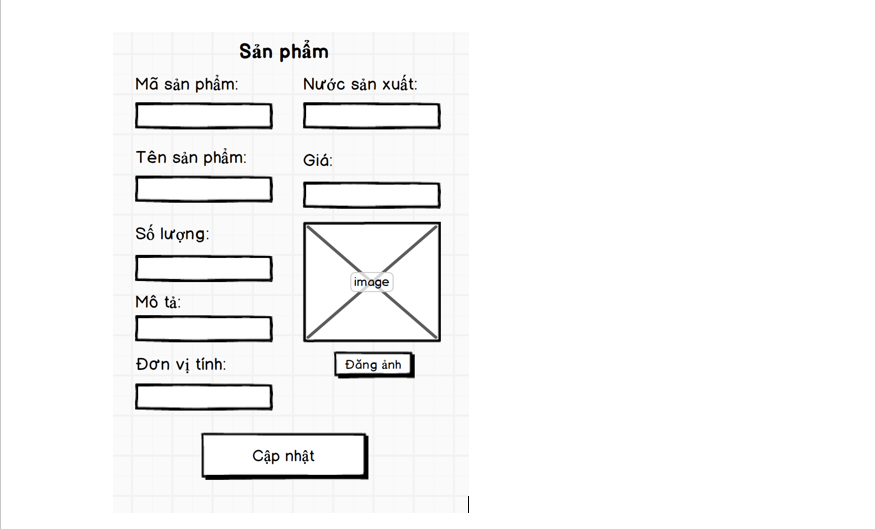 Sản phẩm
Mã sản phẩm:
Nước sản xuất:
Tên sản phẩm:
Giá:
Số lượng:
image
Mô tả:
Đơn vị tính:
Đăng ảnh
Cập nhật